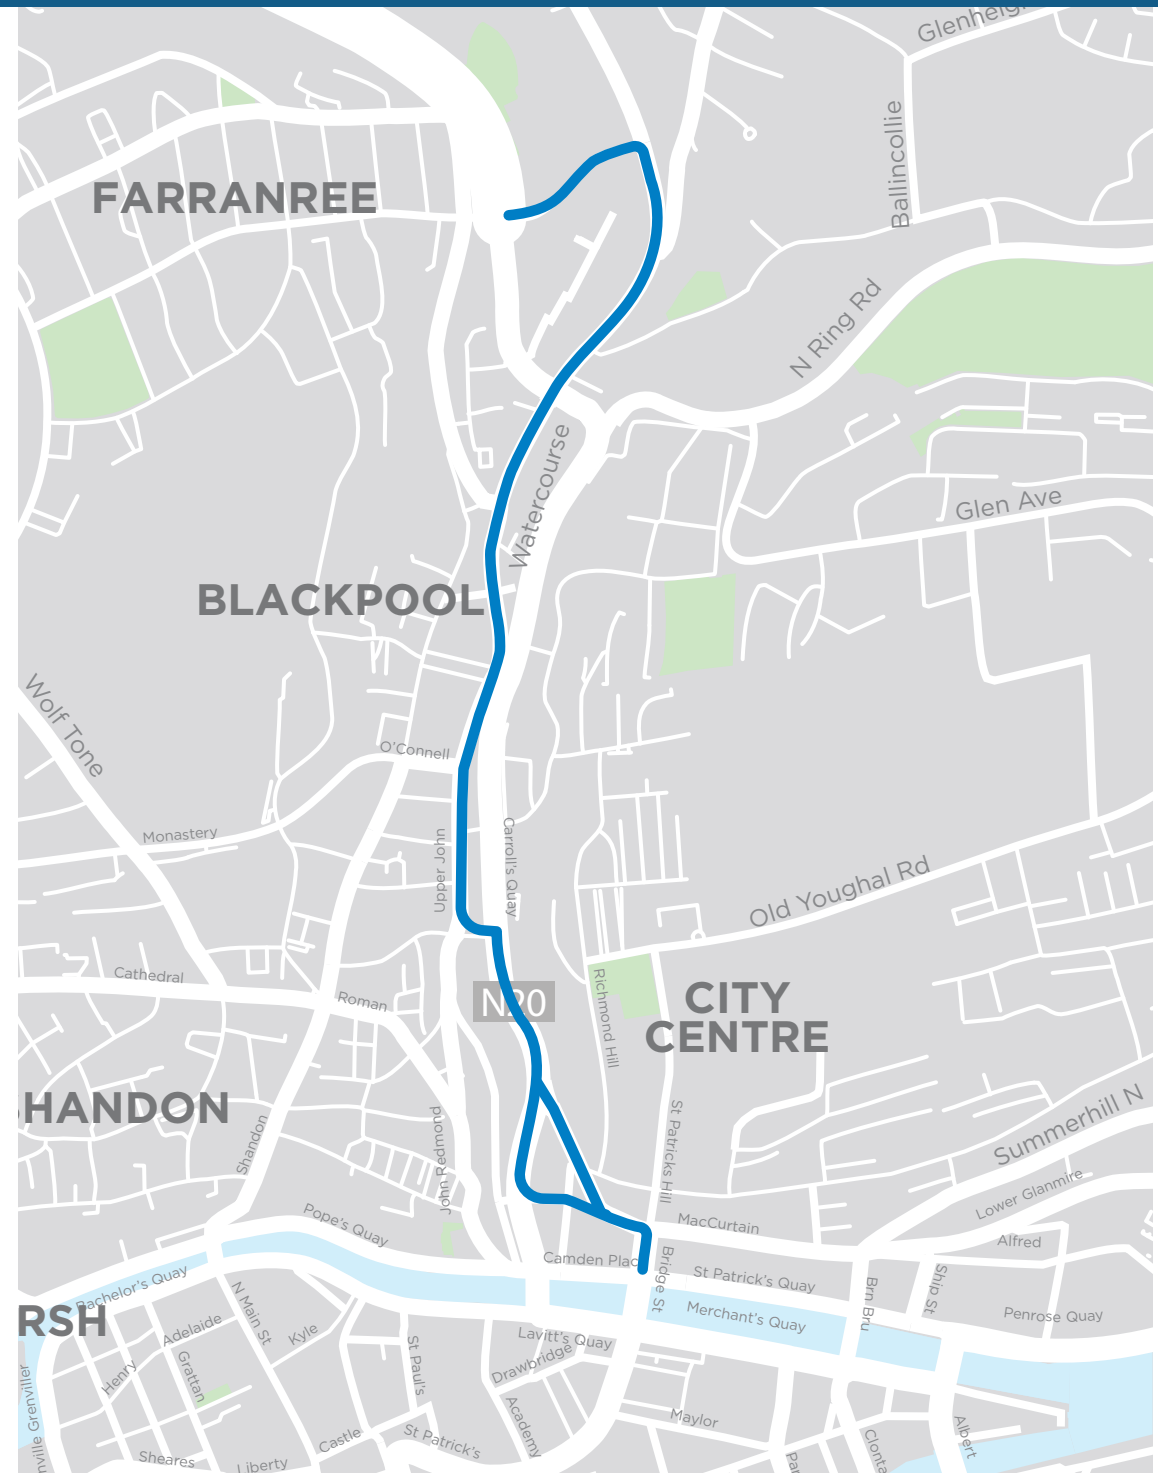 Glenheig
Ballincollie
FARRANREE
N Ring Rd
Watercourse
Glen Ave
BLACKPOOL
Wolf Tone
O'Connell
Monastery
Upper John
Carroll's Quay
Old Youghal Rd
Cathedral
Roman
N20
Richmond Hill
CITY
CENTRE
HANDON
Shandon
John Redmond
St Patricks Hill
Summerhill N
Lower Glanmire
Pope's Quay
MacCurtain
Alfred
Camden Plac
Bridge St
St Patrick's Quay
Bachelor's Quay
N Main St
Brn Bru
Ship St
Penrose Quay
Merchant's Quay
RSH
Adelaide
Kyle
Lavitt's Quay
Drawbridge
Henry
Grattan
St Paul's
nville Grenviller
Academy
Maylor
Castle
St Patrick's
Albert
Clonta
Par
Sheares
Liberty